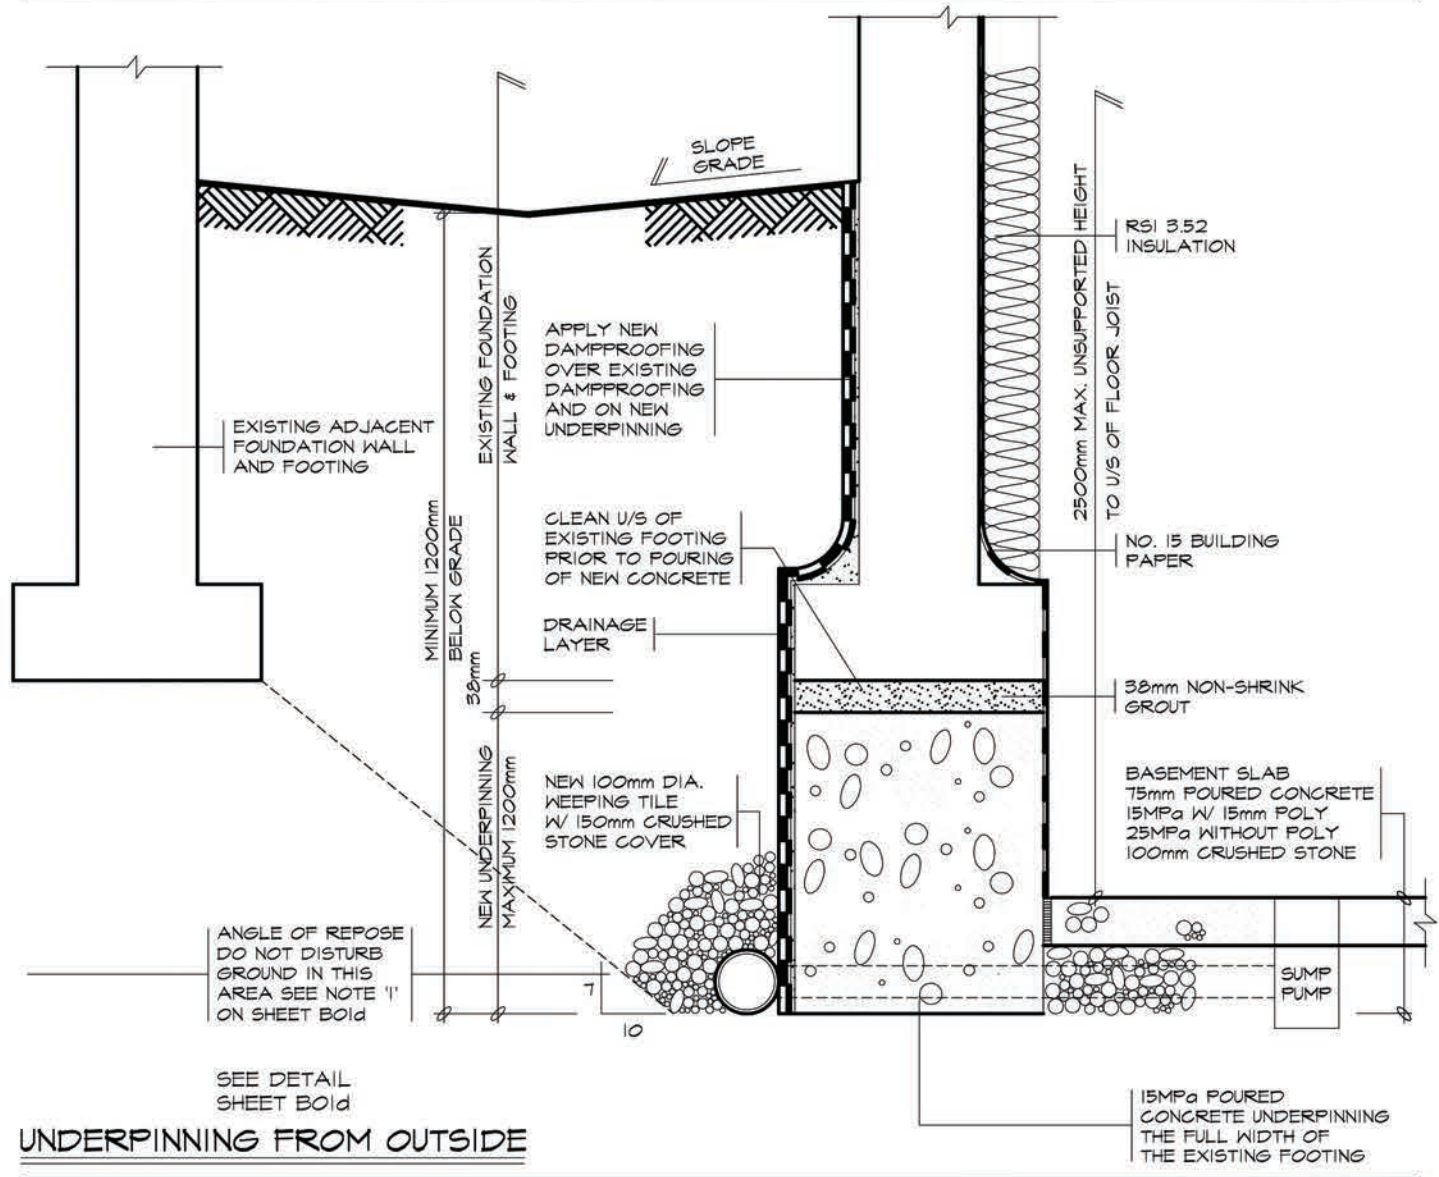 SLOPE
GRADE
EXISTING FOUNDATION
WALL & FOOTING
2500mm MAX. UNSUPPORTED HEIGHT
TO U/S OF FLOOR JOIST
RSI 3.52
INSULATION
APPLY NEW
DAMPPROOFING
OVER EXISTING
DAMPPROOFING
AND ON NEW
UNDERPINNING
EXISTING ADJACENT
FOUNDATION WALL
AND FOOTING
MINIMUM 1200mm
BELOW GRADE
CLEAN U/S OF
EXISTING FOOTING
PRIOR TO POURING
OF NEW CONCRETE
NO. 15 BUILDING
PAPER
DRAINAGE
LAYER
38mm
38mm NON-SHRINK
GROUT
NEW UNDERPINNING
MAXIMUM 1200mm
NEW 100mm DIA.
WEEPING TILE
W/ 150mm CRUSHED
STONE COVER
BASEMENT SLAB
75mm POURED CONCRETE
15MPa W/ 15mm POLY
25MPa WITHOUT POLY
100mm CRUSHED STONE
ANGLE OF REPOSE
DO NOT DISTURB
GROUND IN THIS
AREA SEE NOTE '1'
ON SHEET B01d
7
10
SUMP
PUMP
SEE DETAIL
SHEET B01d
UNDERPINNING FROM OUTSIDE
15MPa POURED
CONCRETE UNDERPINNING
THE FULL WIDTH OF
THE EXISTING FOOTING